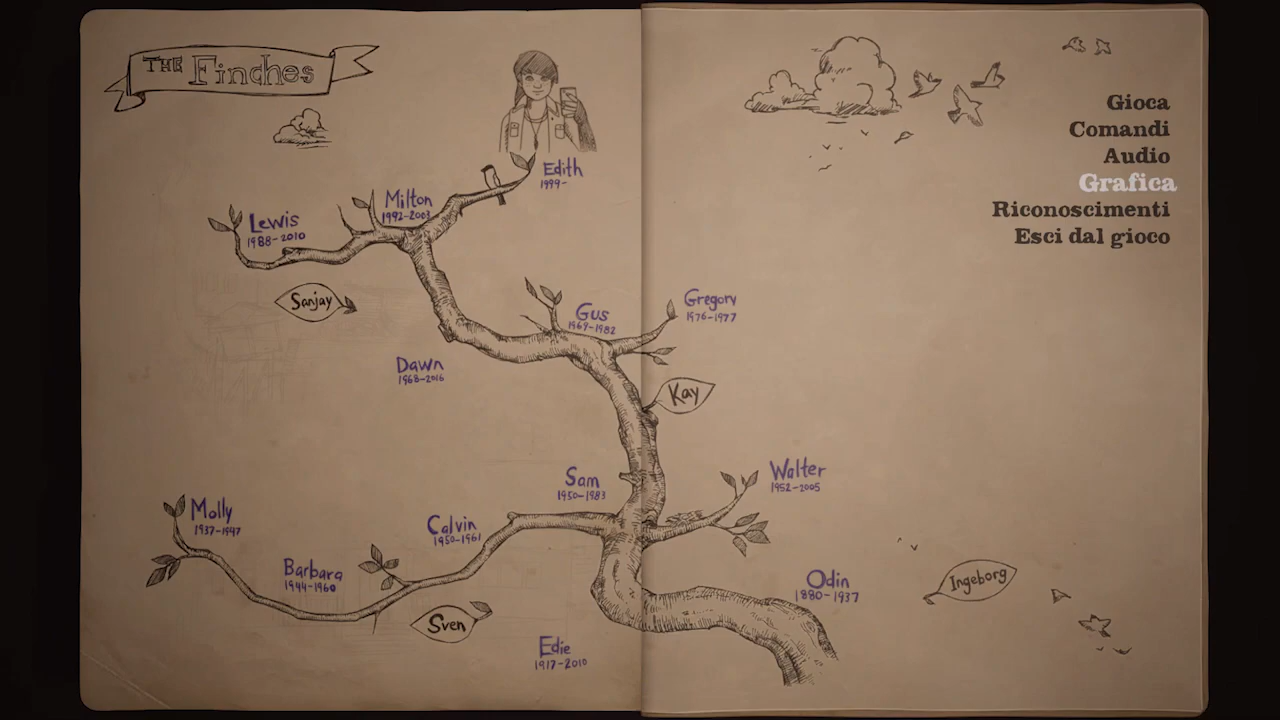 THE Finches
Edith
1999-
Milton
1992-2003
Lewis
1988-2010
Sanjay
Gus
1969-1982
Gregory
1976-1977
Dawn
1968-2016
Kay
Sam
1950-1983
Walter
1952-2005
Molly
1937-1947
Calvin
1950-1961
Barbara
1944-1960
Sven
Edie
1917-2010
Odin
1880-1937
Ingeborg
Gioca
Comandi
Audio
Grafica
Riconoscimenti
Esci dal gioco